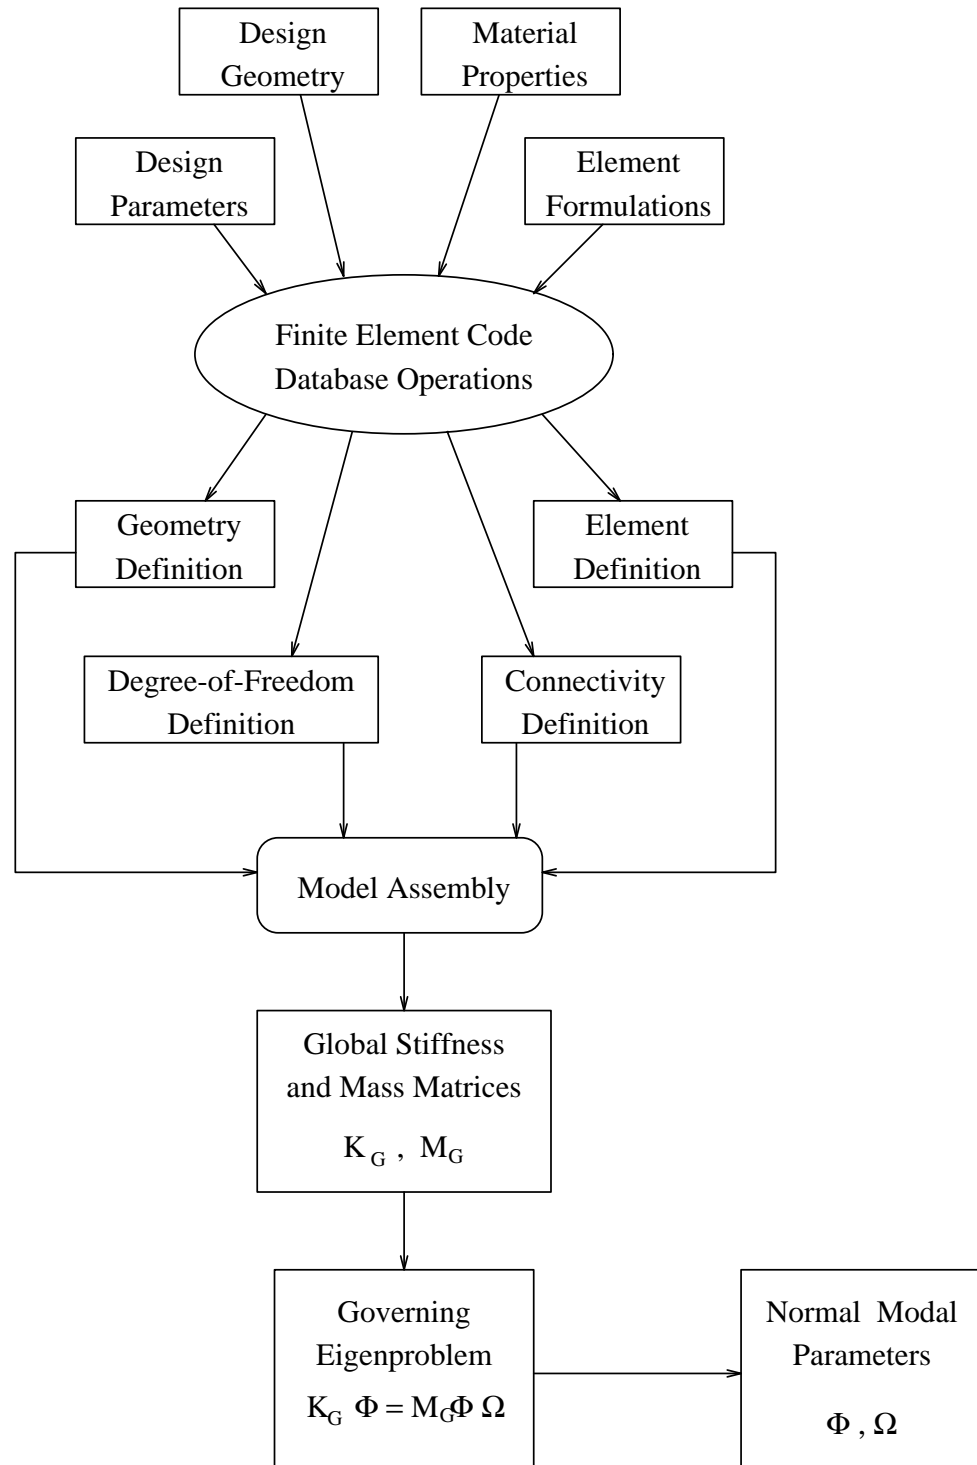 Design
Geometry
Material
Properties
Design
Parameters
Element
Formulations
Finite Element Code
Database Operations
Geometry
Definition
Element
Definition
Degree-of-Freedom
Definition
Connectivity
Definition
Model Assembly
Global Stiffness
and Mass Matrices
K_G , M_G
Governing
Eigenproblem
K_G Φ = M_G Φ Ω
Normal Modal
Parameters
Φ , Ω